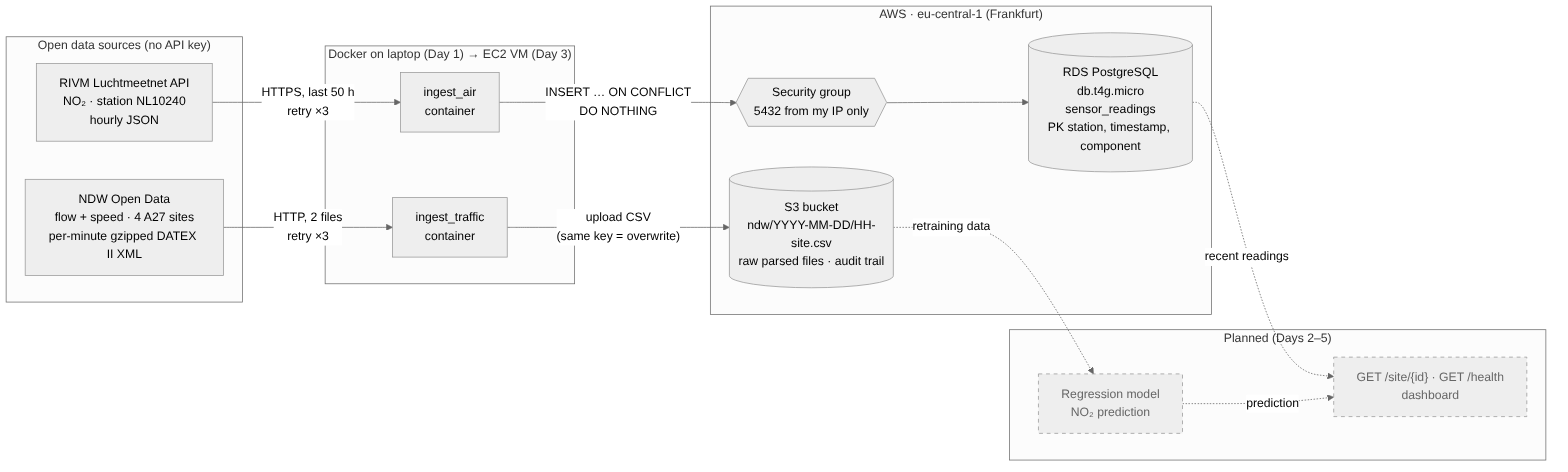 Open data sources (no API key)
RIVM Luchtmeetnet API
NO₂ · station NL10240
hourly JSON
NDW Open Data
flow + speed · 4 A27 sites
per-minute gzipped DATEX
II XML
HTTPS, last 50 h
retry ×3
HTTP, 2 files
retry ×3
Docker on laptop (Day 1) → EC2 VM (Day 3)
ingest_air
container
ingest_traffic
container
INSERT … ON CONFLICT
DO NOTHING
upload CSV
(same key = overwrite)
AWS · eu-central-1 (Frankfurt)
Security group
5432 from my IP only
RDS PostgreSQL
db.t4g.micro
sensor_readings
PK station, timestamp,
component
S3 bucket
ndw/YYYY-MM-DD/HH-
site.csv
raw parsed files · audit trail
retraining data
recent readings
Planned (Days 2–5)
Regression model
NO₂ prediction
prediction
GET /site/{id} · GET /health
dashboard